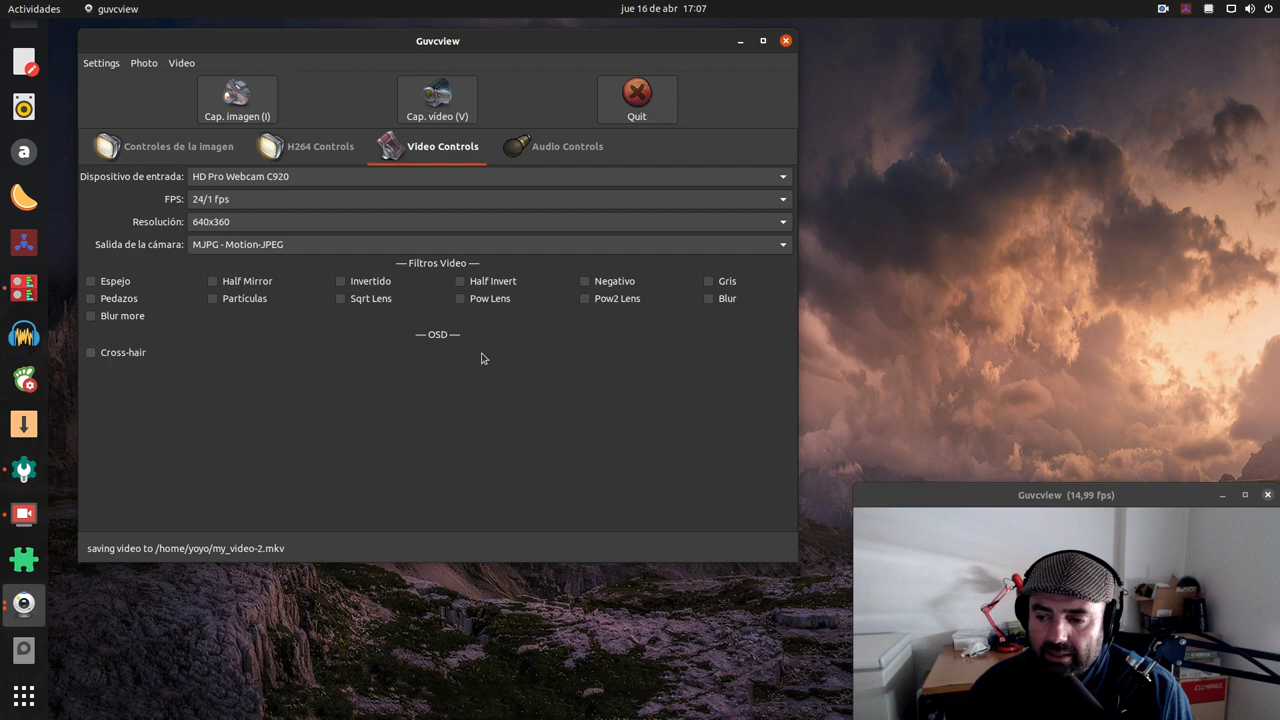 Actividades
guvcview
jue 16 de abr 17:07
Guvcview
Settings Photo Video
Cap. imagen (I)
Cap. vídeo (V)
Quit
Controles de la imagen
H264 Controls
Video Controls
Audio Controls
Dispositivo de entrada: HD Pro Webcam C920
FPS: 24/1 fps
Resolución: 640x360
Salida de la cámara: MJPG - Motion-JPEG
---- Filtros Video ----
Espejo Half Mirror Invertido Half Invert Negativo Gris
Pedazos Partículas Sqrt Lens Pow Lens Pow2 Lens Blur
Blur more
---- OSD ----
Cross-hair
saving video to /home/yoyo/my_video-2.mkv
Guvcview (14,99 fps)
a